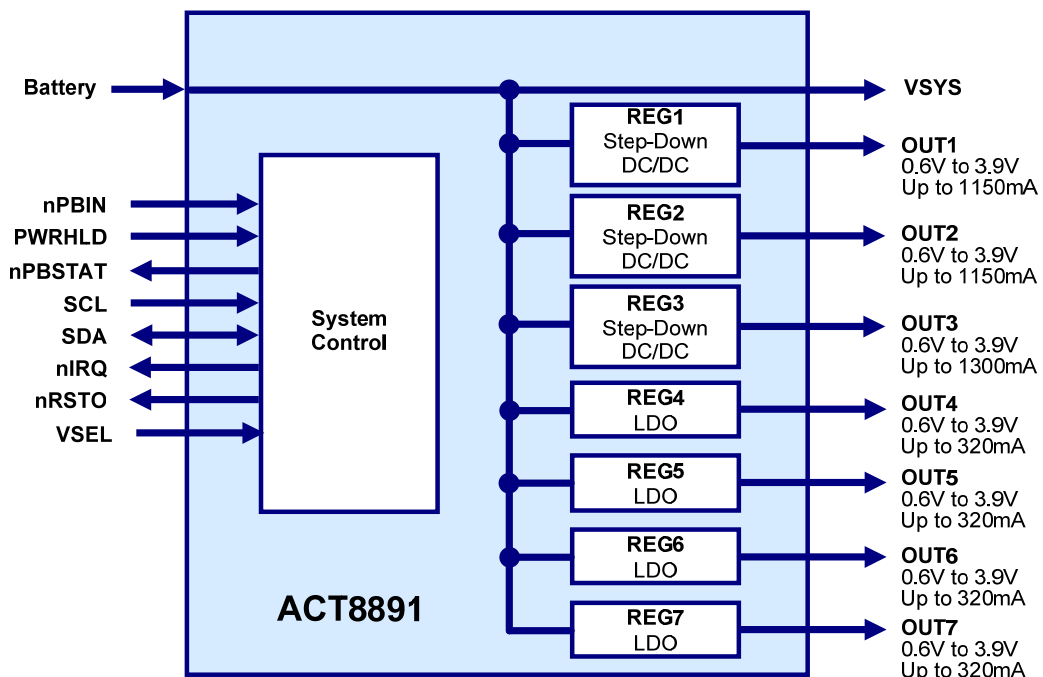 Battery
nPBIN
PWRHLD
nPBSTAT
SCL
SDA
nIRQ
nRSTO
VSEL
System
Control
ACT8891
REG1
Step-Down
DC/DC
REG2
Step-Down
DC/DC
REG3
Step-Down
DC/DC
REG4
LDO
REG5
LDO
REG6
LDO
REG7
LDO
VSYS
OUT1
0.6V to 3.9V
Up to 1150mA
OUT2
0.6V to 3.9V
Up to 1150mA
OUT3
0.6V to 3.9V
Up to 1300mA
OUT4
0.6V to 3.9V
Up to 320mA
OUT5
0.6V to 3.9V
Up to 320mA
OUT6
0.6V to 3.9V
Up to 320mA
OUT7
0.6V to 3.9V
Up to 320mA